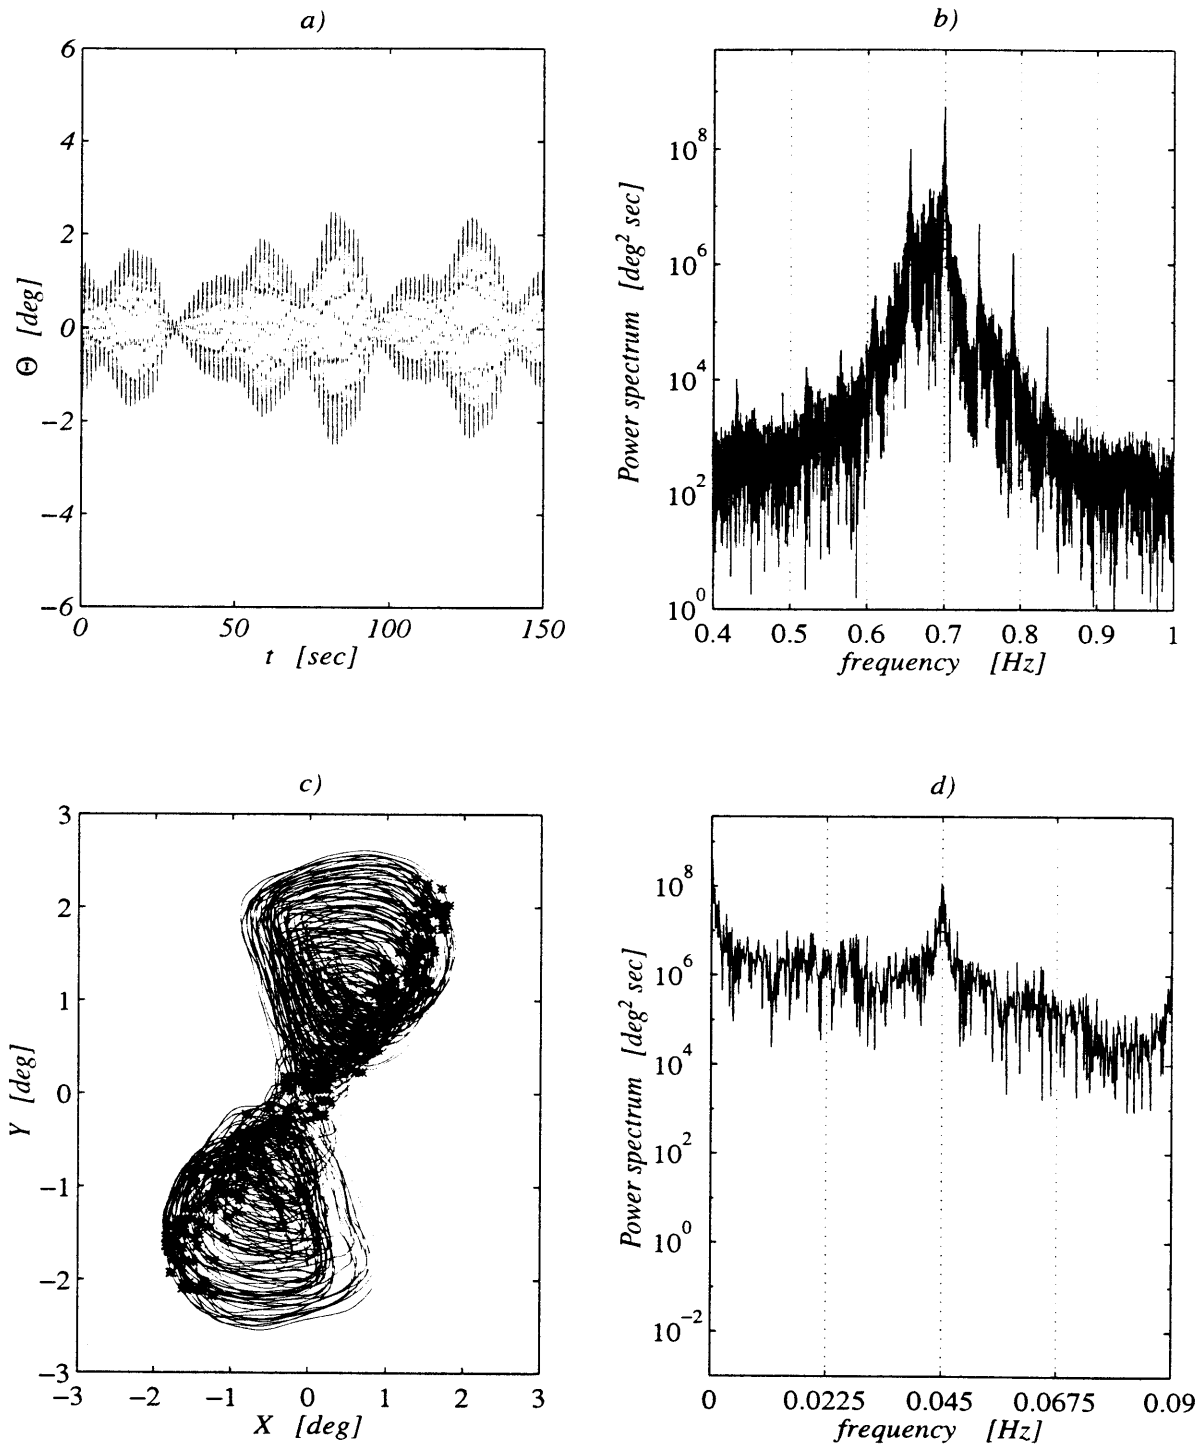 a)
6
4
2
0
−2
−4
−6
Θ [deg]
0 50 100 150
t [sec]
b)
10^8
10^6
10^4
10^2
10^0
Power spectrum [deg^2 sec]
0.4 0.5 0.6 0.7 0.8 0.9 1
frequency [Hz]
c)
3
2
1
0
−1
−2
−3
Y [deg]
−3 −2 −1 0 1 2 3
X [deg]
d)
10^8
10^6
10^4
10^2
10^0
10^−2
Power spectrum [deg^2 sec]
0 0.0225 0.045 0.0675 0.09
frequency [Hz]